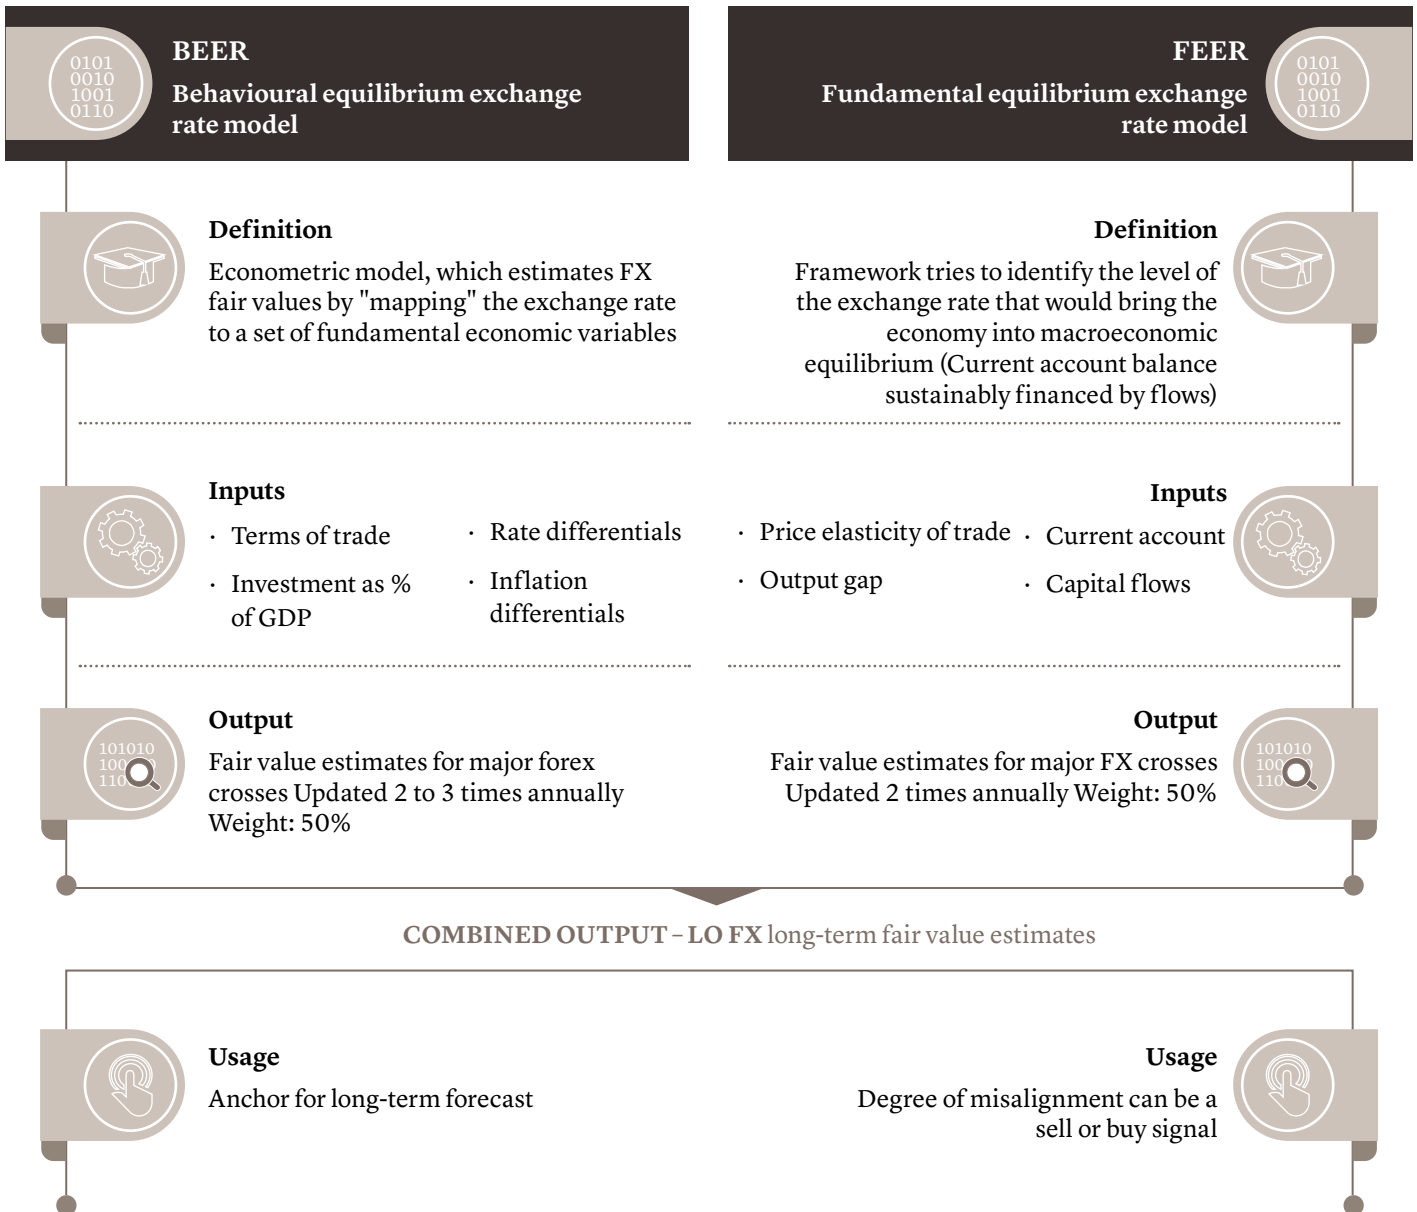 0101
0010
1001
0110
BEER
Behavioural equilibrium exchange
rate model
FEER
Fundamental equilibrium exchange
rate model
0101
0010
1001
0110
Definition
Econometric model, which estimates FX
fair values by "mapping" the exchange rate
to a set of fundamental economic variables
Definition
Framework tries to identify the level of
the exchange rate that would bring the
economy into macroeconomic
equilibrium (Current account balance
sustainably financed by flows)
Inputs
· Terms of trade
· Investment as %
of GDP
· Rate differentials
· Inflation
differentials
Inputs
· Price elasticity of trade
· Output gap
· Current account
· Capital flows
101010
Output
Fair value estimates for major forex
crosses Updated 2 to 3 times annually
Weight: 50%
Output
Fair value estimates for major FX crosses
Updated 2 times annually Weight: 50%
101010
COMBINED OUTPUT – LO FX long-term fair value estimates
Usage
Anchor for long-term forecast
Usage
Degree of misalignment can be a
sell or buy signal